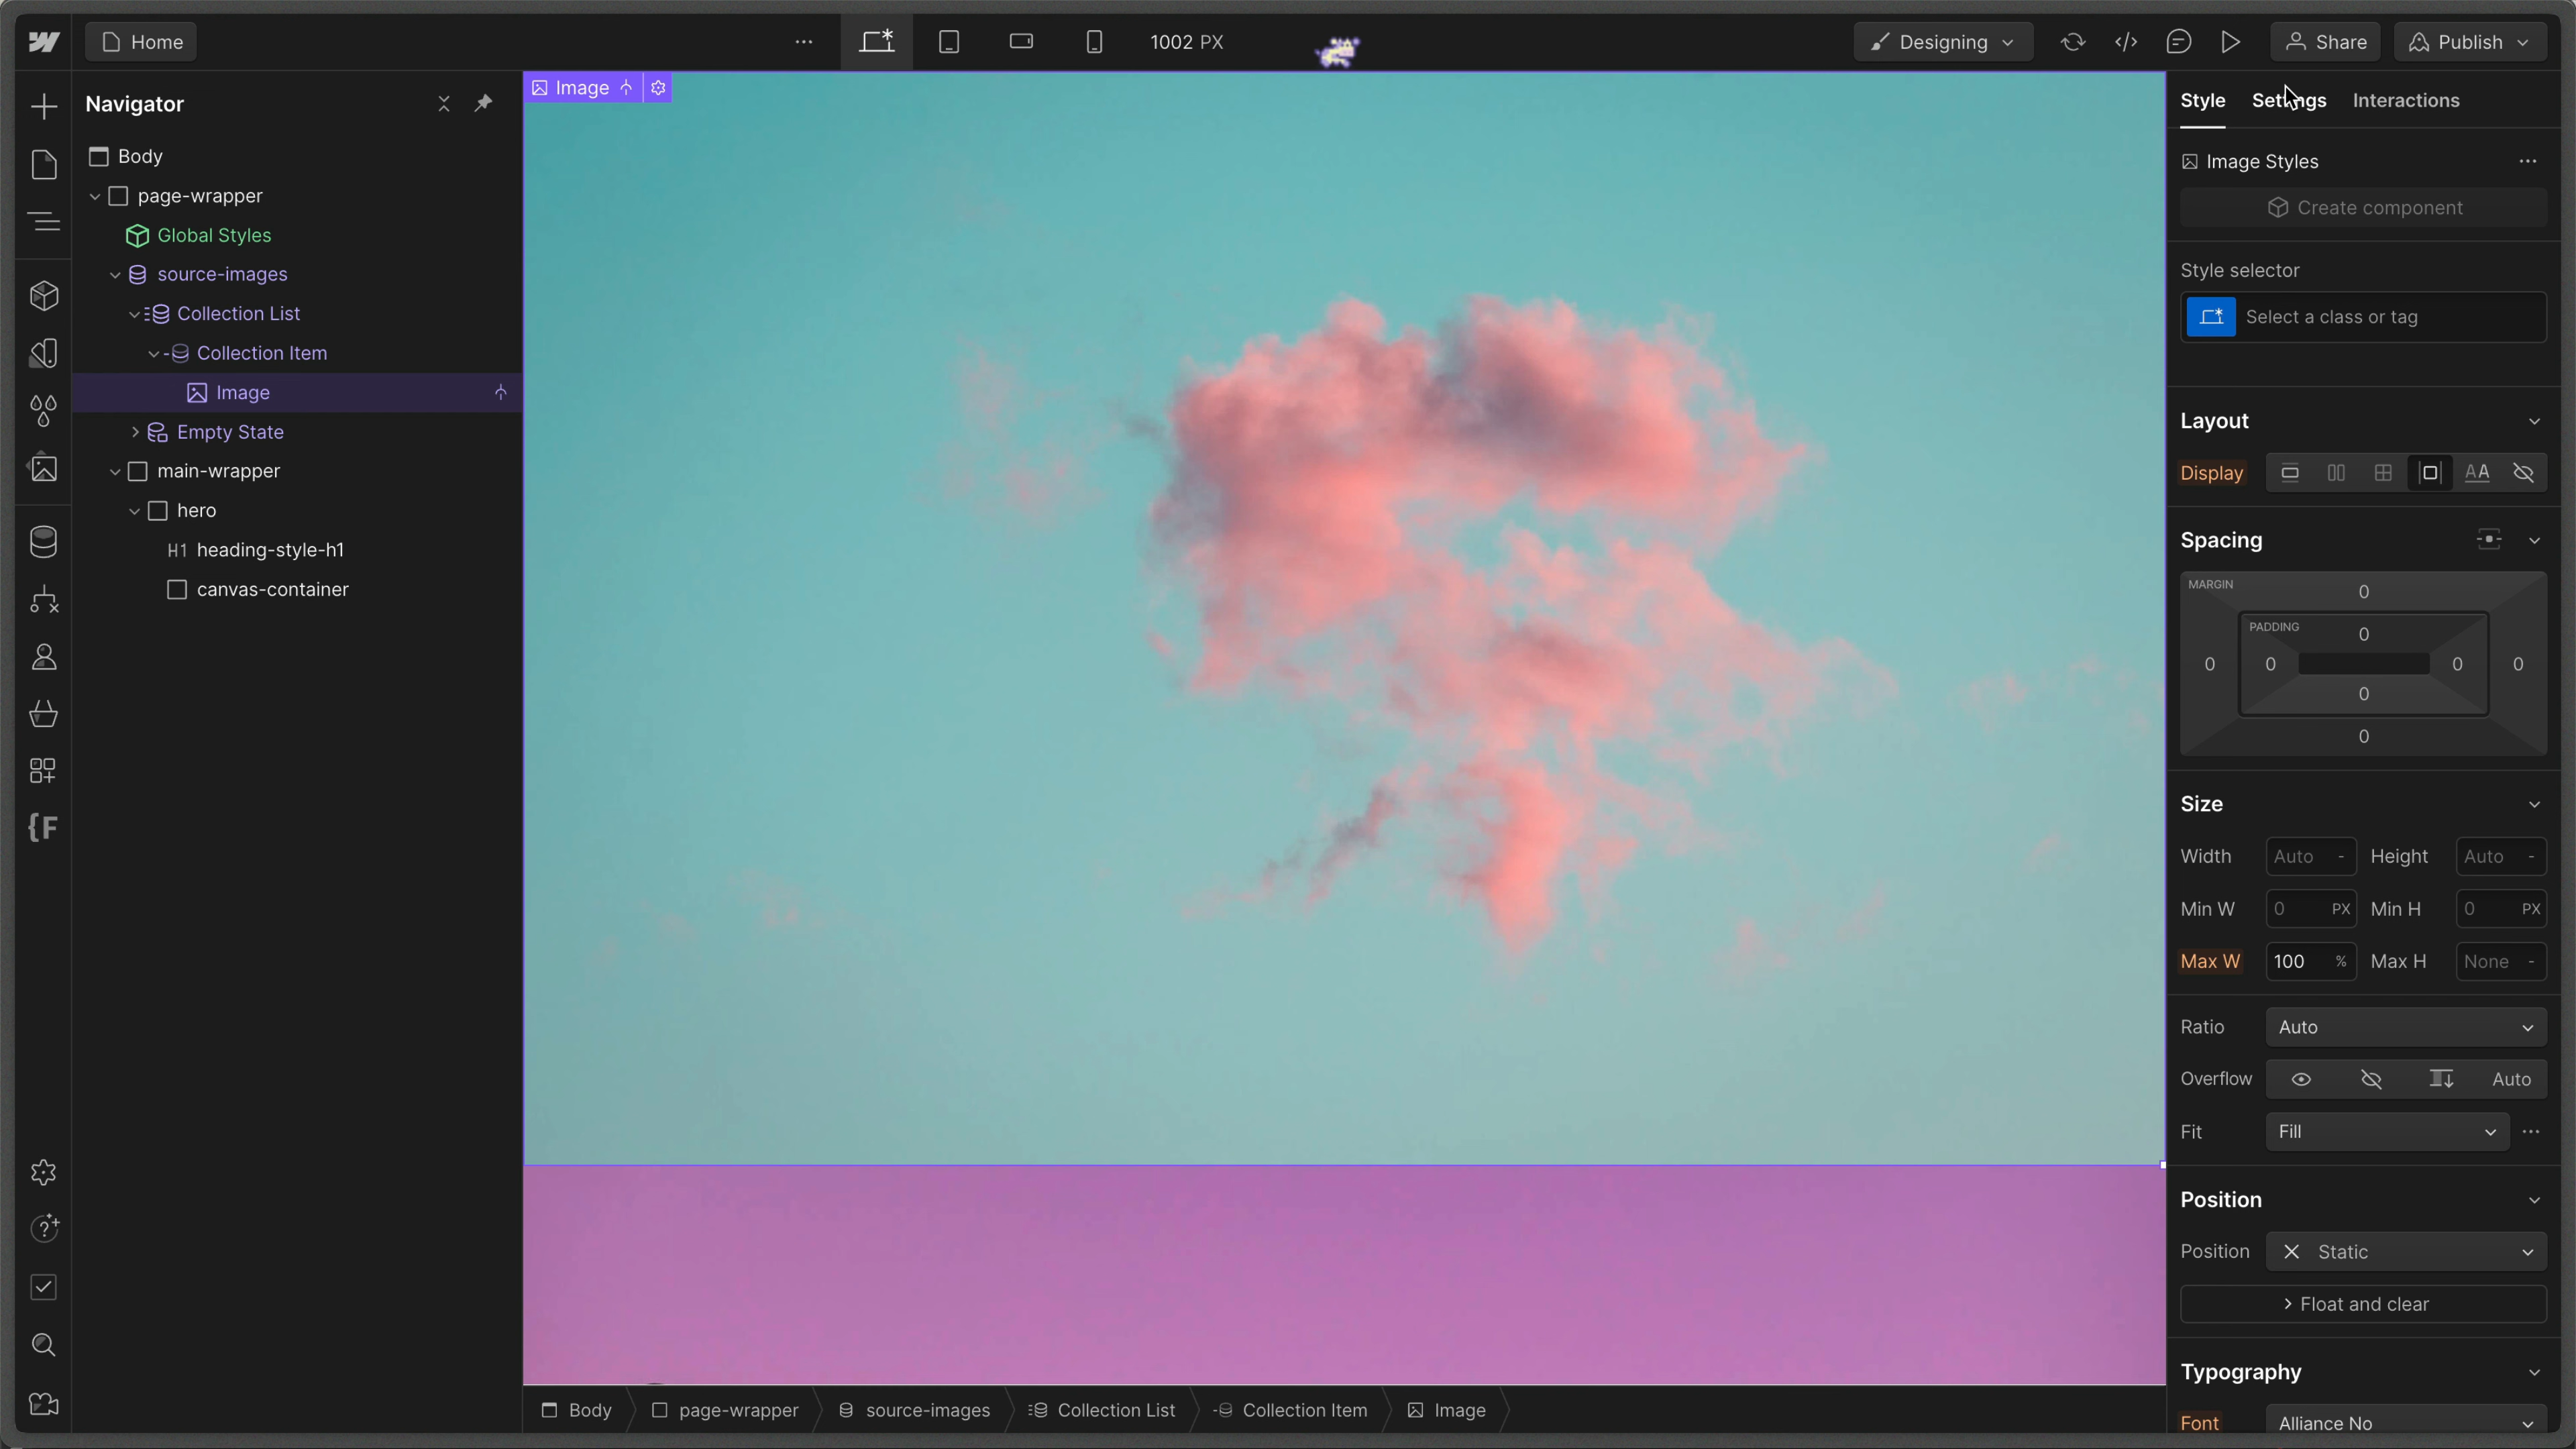 Home
1002 PX
Designing
Share
Publish
Navigator
Body
page-wrapper
Global Styles
source-images
Collection List
Collection Item
Image
Empty State
main-wrapper
hero
H1 heading-style-h1
canvas-container
{F
Image
Style Settings Interactions
Image Styles
Create component
Style selector
Select a class or tag
Layout
Display
AA
Spacing
MARGIN
0
PADDING
0
0 0 0 0
0
0
Size
Width Auto - Height Auto -
Min W 0 PX Min H 0 PX
Max W 100 % Max H None -
Ratio Auto
Overflow Auto
Fit Fill
Position
Position Static
Float and clear
Typography
Font Alliance No
Body page-wrapper source-images Collection List Collection Item Image